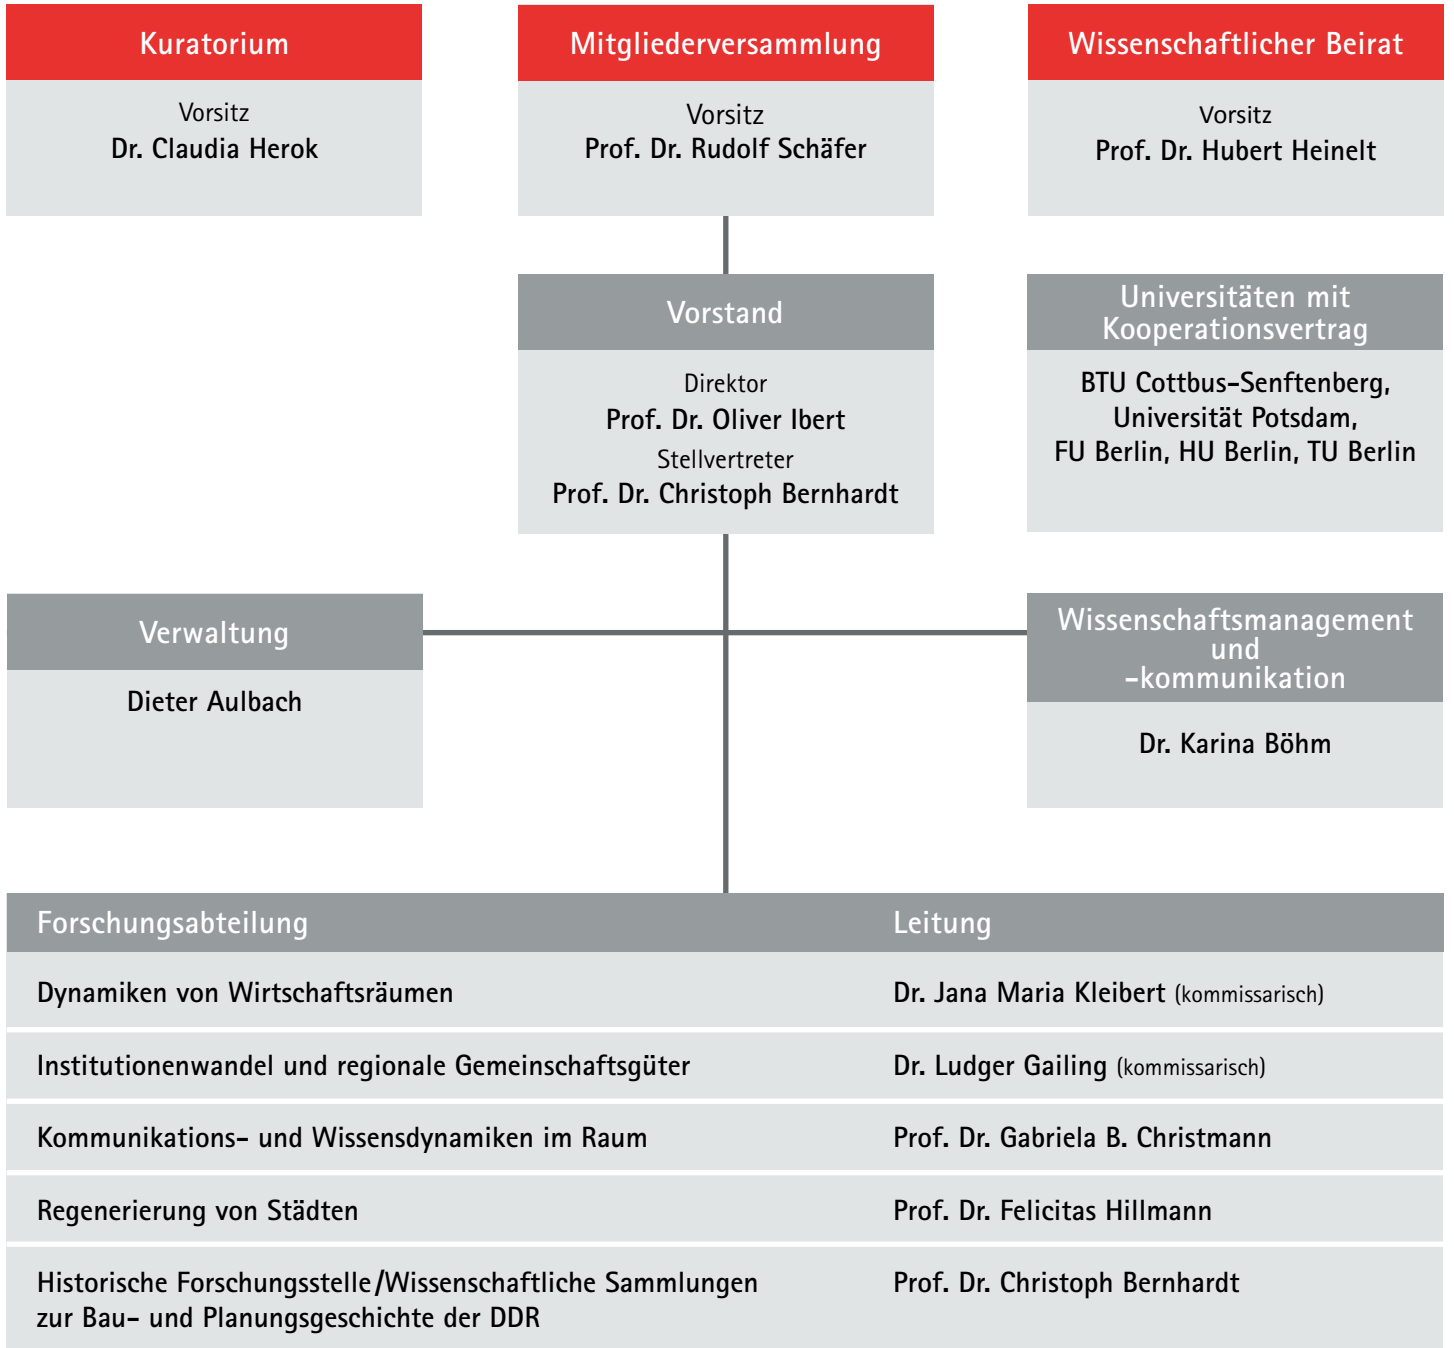 Kuratorium
Vorsitz
Dr. Claudia Herok
Mitgliederversammlung
Vorsitz
Prof. Dr. Rudolf Schäfer
Wissenschaftlicher Beirat
Vorsitz
Prof. Dr. Hubert Heinelt
Vorstand
Direktor
Prof. Dr. Oliver Ibert
Stellvertreter
Prof. Dr. Christoph Bernhardt
Universitäten mit
Kooperationsvertrag
BTU Cottbus-Senftenberg,
Universität Potsdam,
FU Berlin, HU Berlin, TU Berlin
Verwaltung
Dieter Aulbach
Wissenschaftsmanagement
und
-kommunikation
Dr. Karina Böhm
Forschungsabteilung Leitung
Dynamiken von Wirtschaftsräumen Dr. Jana Maria Kleibert (kommissarisch)
Institutionenwandel und regionale Gemeinschaftsgüter Dr. Ludger Gailing (kommissarisch)
Kommunikations- und Wissensdynamiken im Raum Prof. Dr. Gabriela B. Christmann
Regenerierung von Städten Prof. Dr. Felicitas Hillmann
Historische Forschungsstelle/Wissenschaftliche Sammlungen Prof. Dr. Christoph Bernhardt
zur Bau- und Planungsgeschichte der DDR